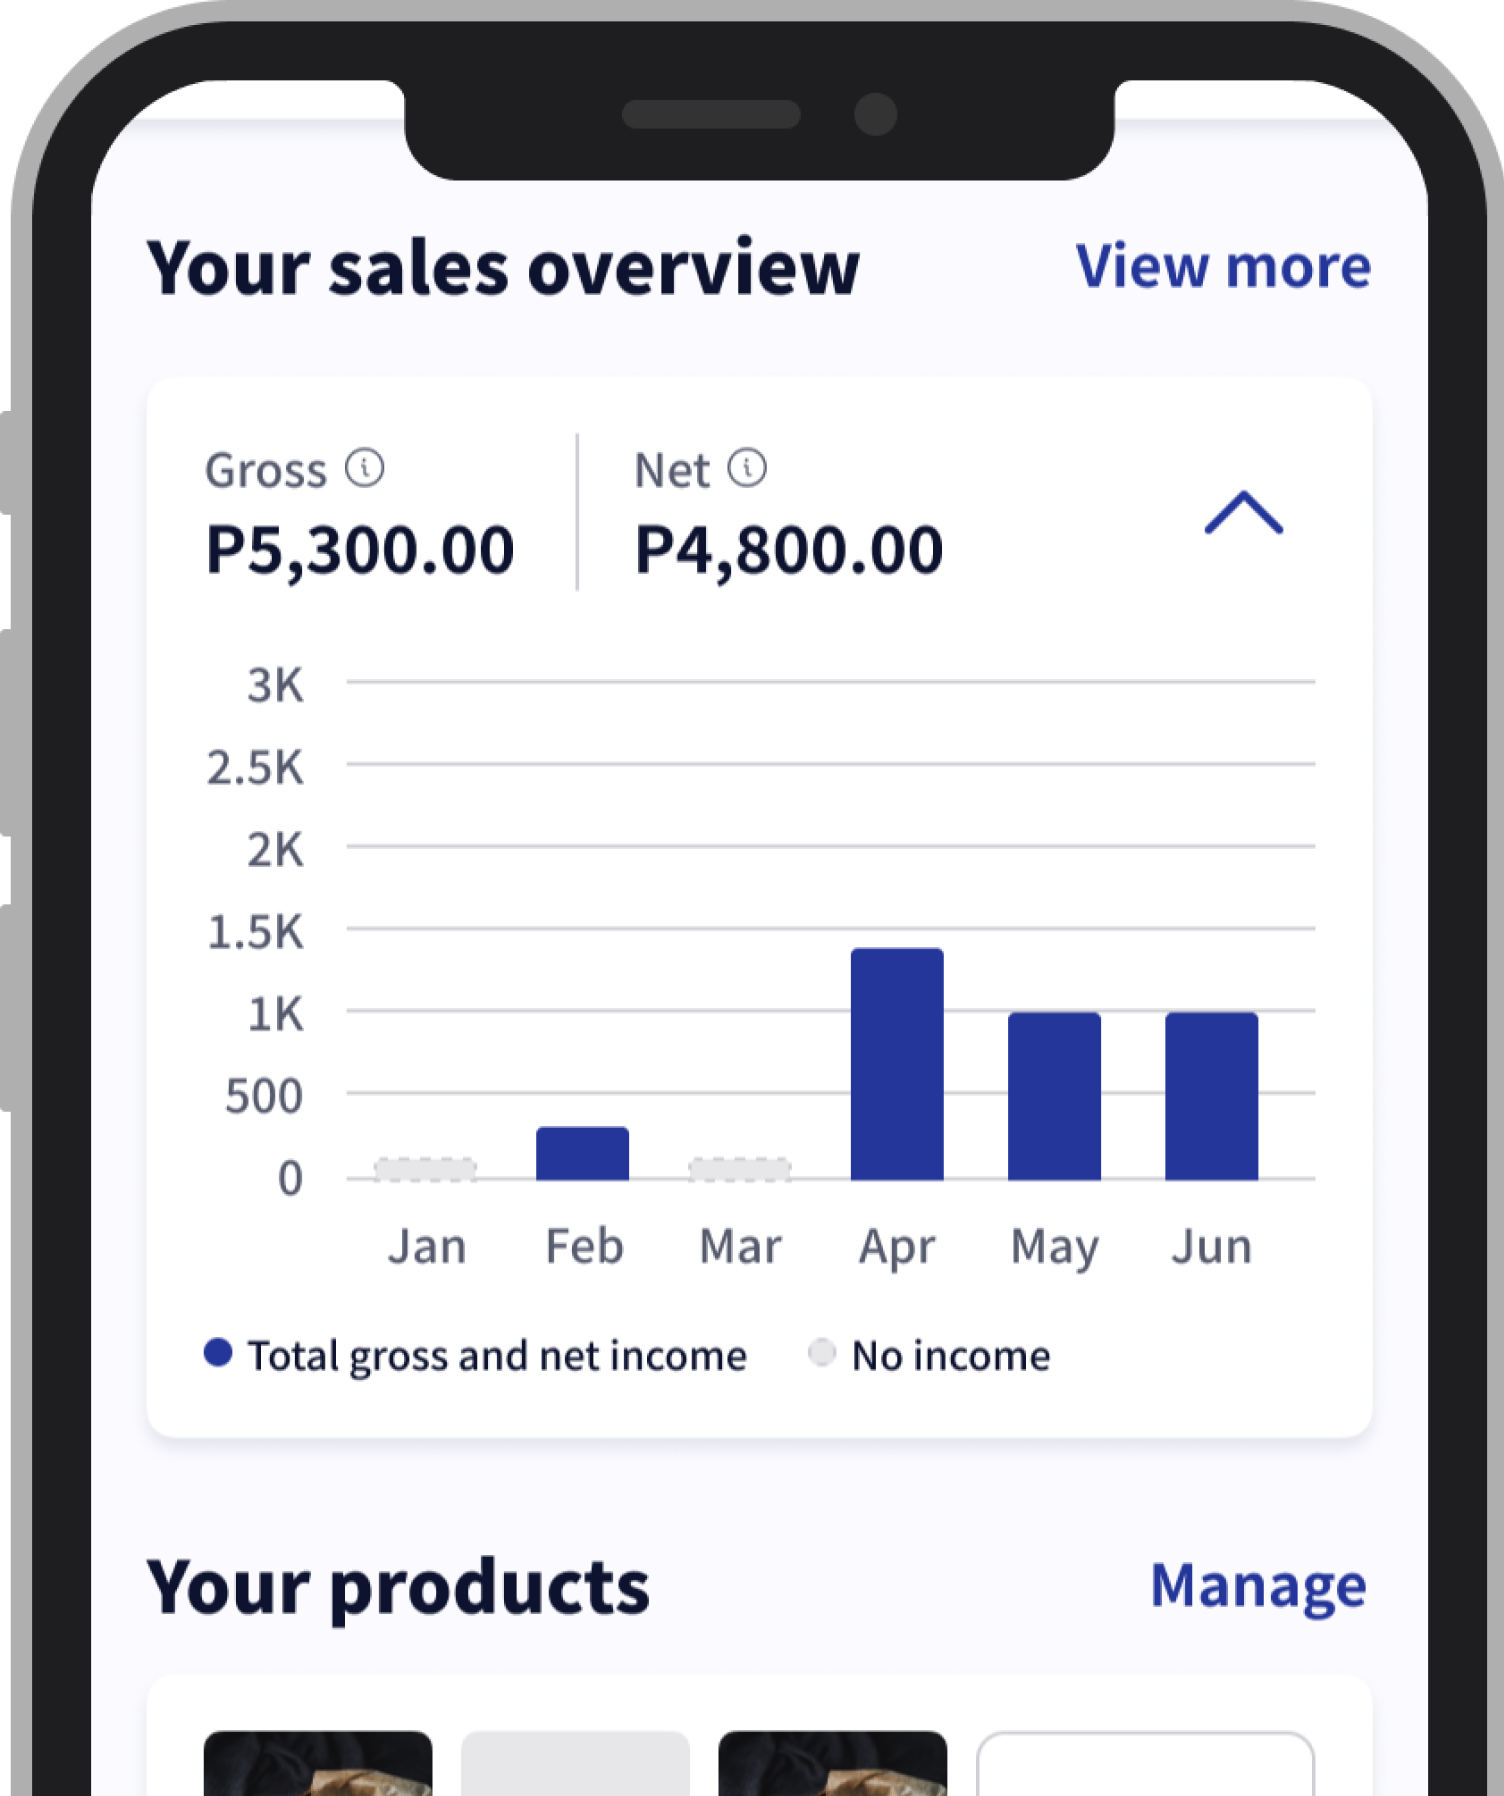 Your sales overview
View more
Gross
Net
P5,300.00
P4,800.00
3K
2.5K
2K
1.5K
1K
500
0
Jan Feb Mar Apr May Jun
Total gross and net income
No income
Your products
Manage